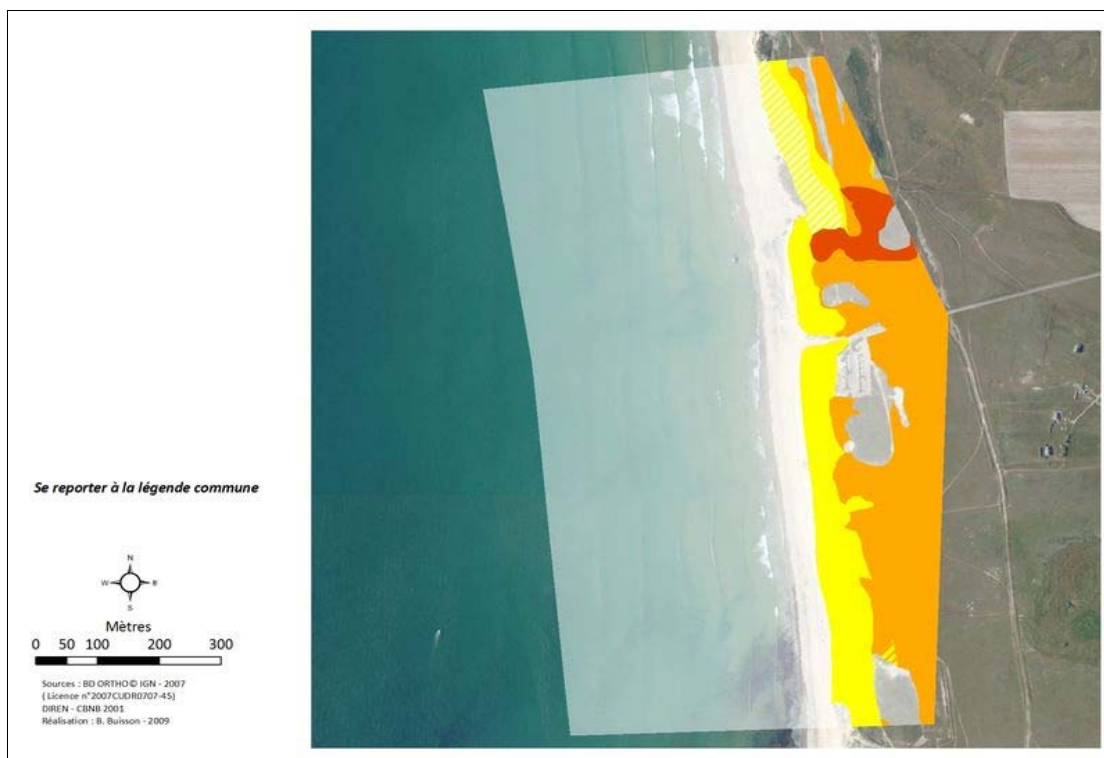 Se reporter à la légende commune
N
W E
S
Mètres
0 50 100 200 300
Sources : BD ORTHO© IGN - 2007
( Licence n°2007CUDR0707-45)
DIREN - CBNB 2001
Réalisation : B. Buisson - 2009